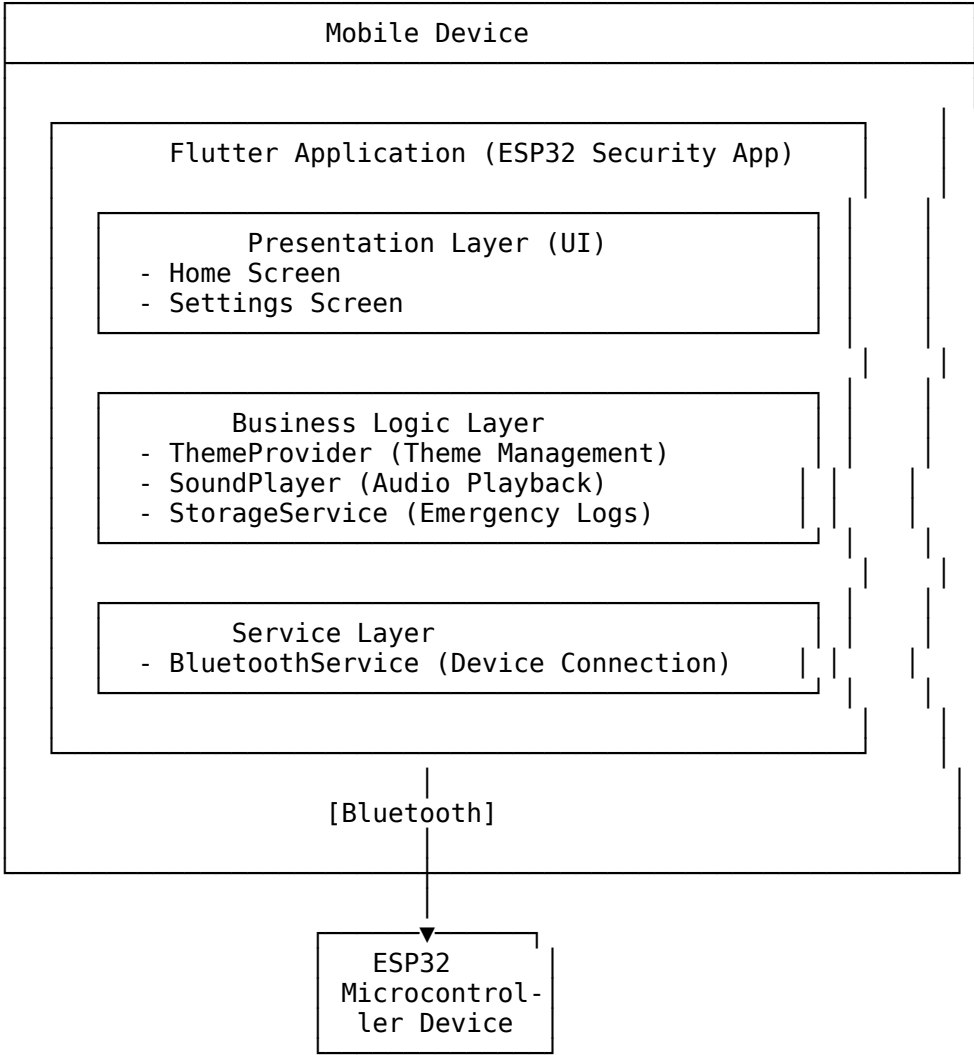 Mobile Device
Flutter Application (ESP32 Security App)
Presentation Layer (UI)
- Home Screen
- Settings Screen
Business Logic Layer
- ThemeProvider (Theme Management)
- SoundPlayer (Audio Playback)
- StorageService (Emergency Logs)
Service Layer
- BluetoothService (Device Connection)
[Bluetooth]
ESP32
Microcontrol-
ler Device